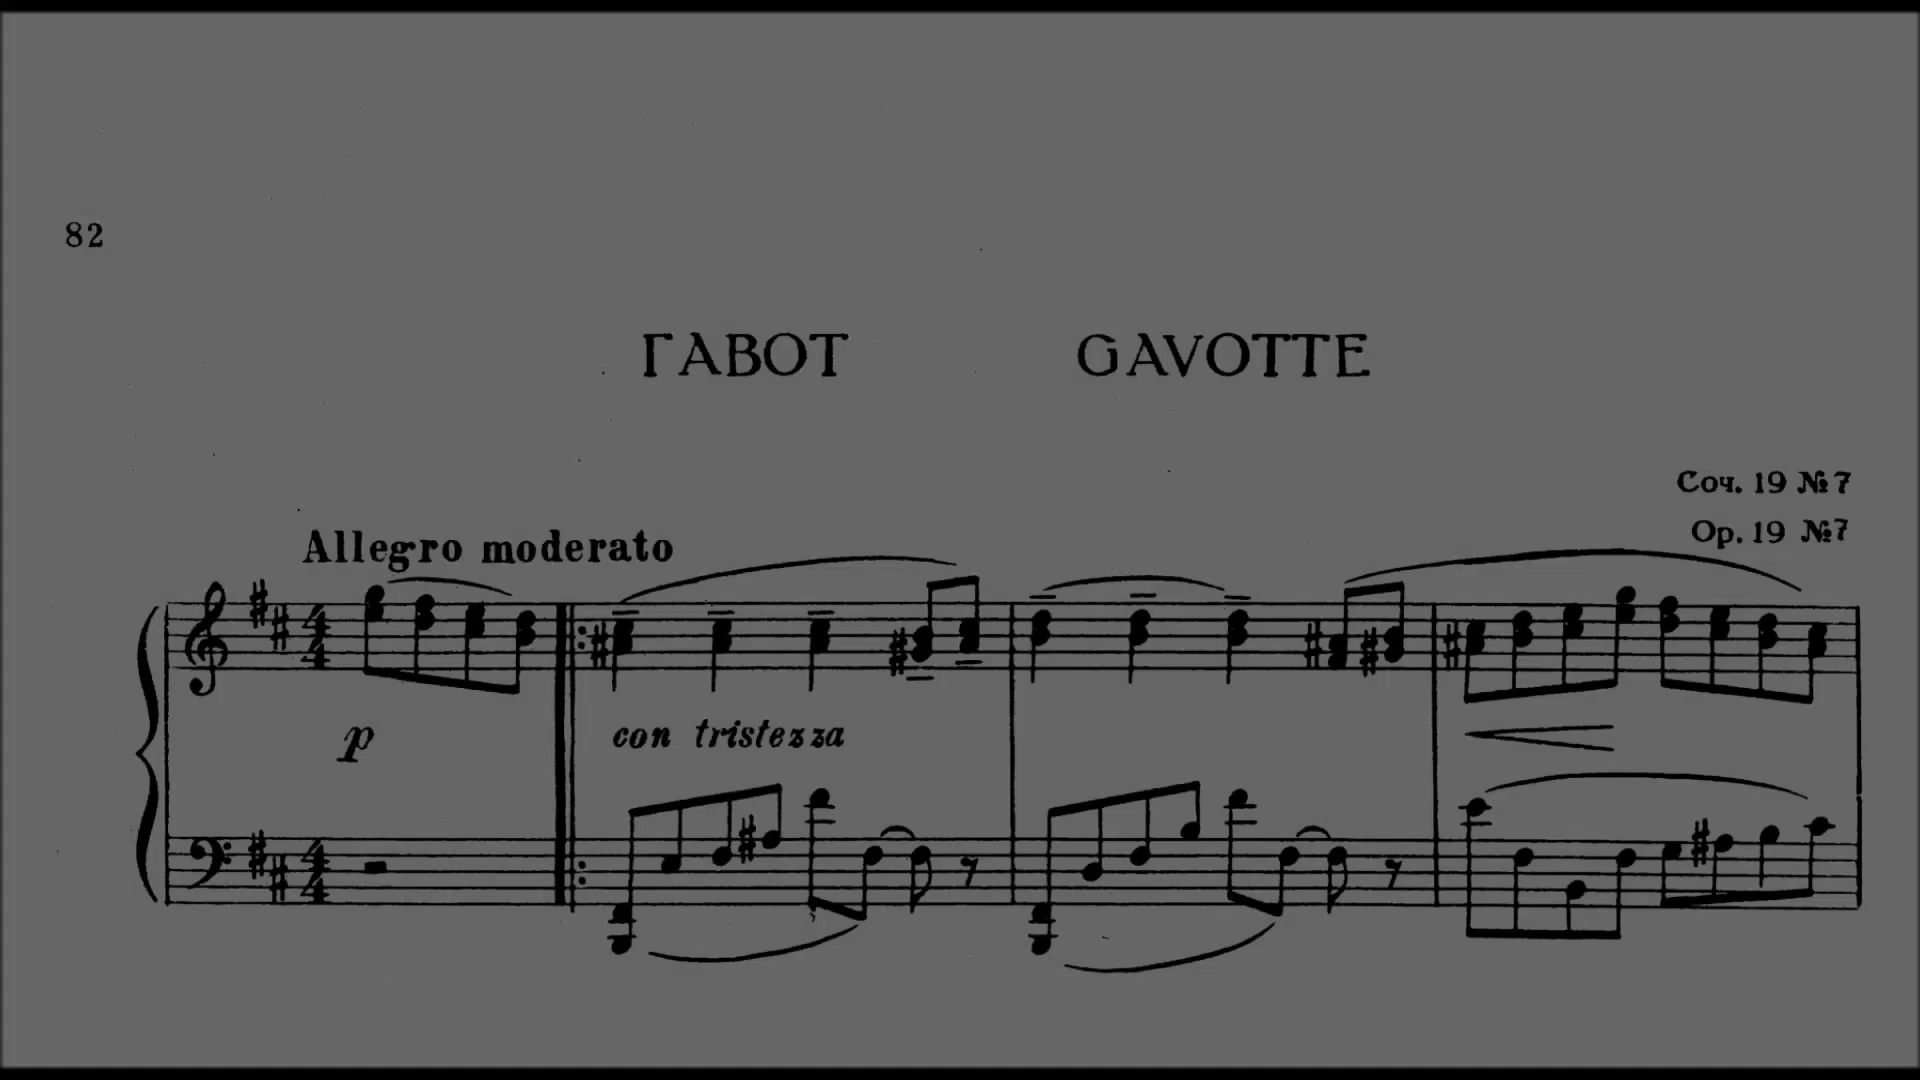 82
ГАВОТ GAVOTTE
Соч. 19 №7
Op. 19 №7
Allegro moderato
p con tristezza